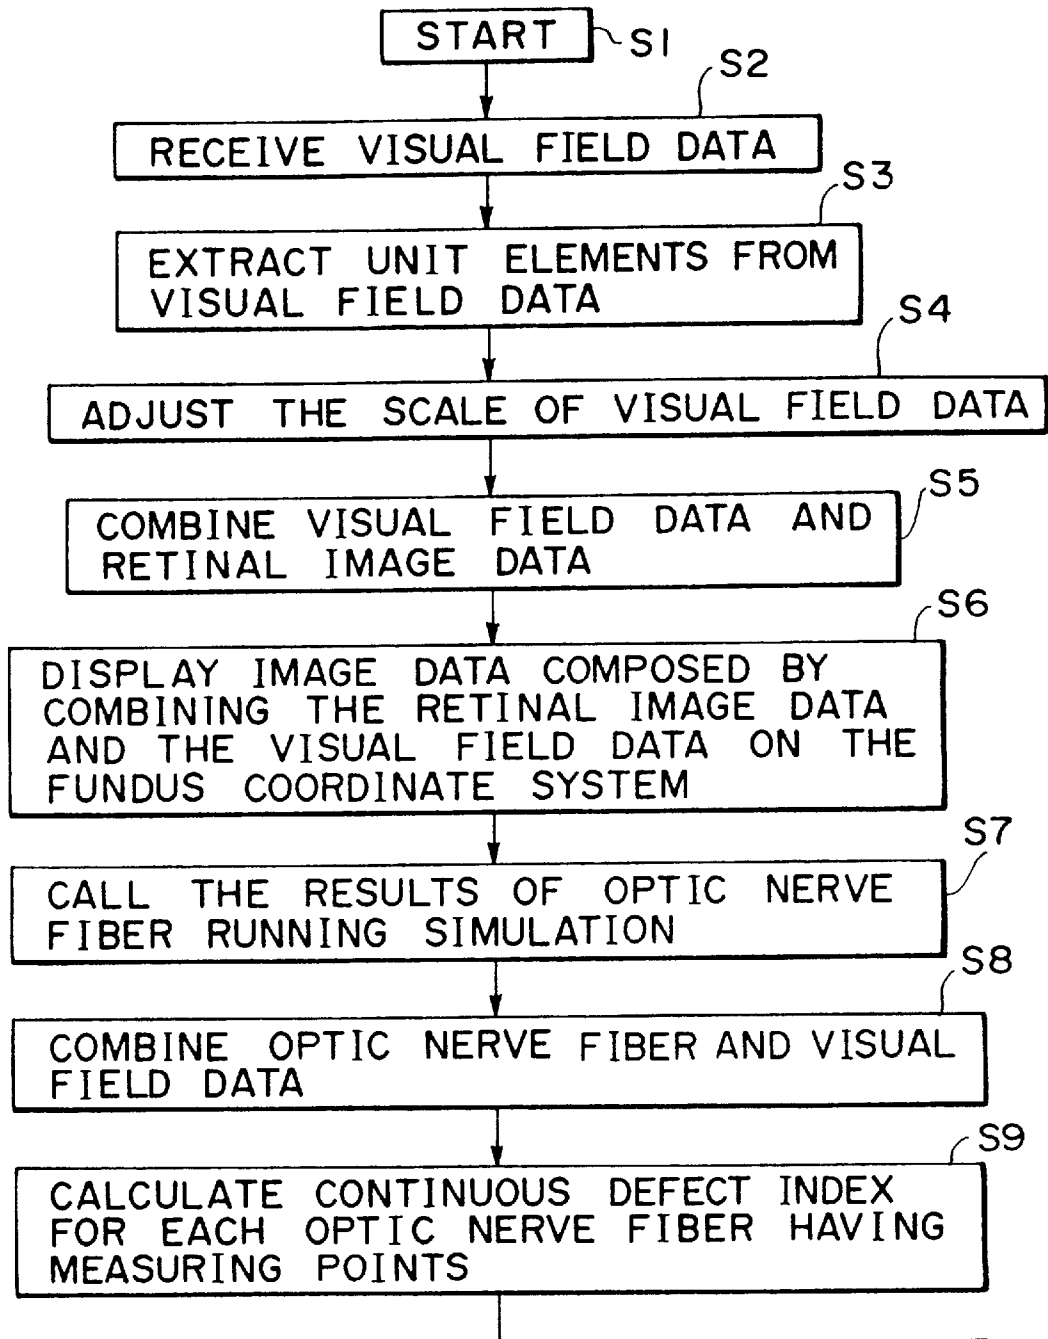 START
S1
S2
RECEIVE VISUAL FIELD DATA
S3
EXTRACT UNIT ELEMENTS FROM
VISUAL FIELD DATA
S4
ADJUST THE SCALE OF VISUAL FIELD DATA
S5
COMBINE VISUAL FIELD DATA AND
RETINAL IMAGE DATA
S6
DISPLAY IMAGE DATA COMPOSED BY
COMBINING THE RETINAL IMAGE DATA
AND THE VISUAL FIELD DATA ON THE
FUNDUS COORDINATE SYSTEM
S7
CALL THE RESULTS OF OPTIC NERVE
FIBER RUNNING SIMULATION
S8
COMBINE OPTIC NERVE FIBER AND VISUAL
FIELD DATA
S9
CALCULATE CONTINUOUS DEFECT INDEX
FOR EACH OPTIC NERVE FIBER HAVING
MEASURING POINTS